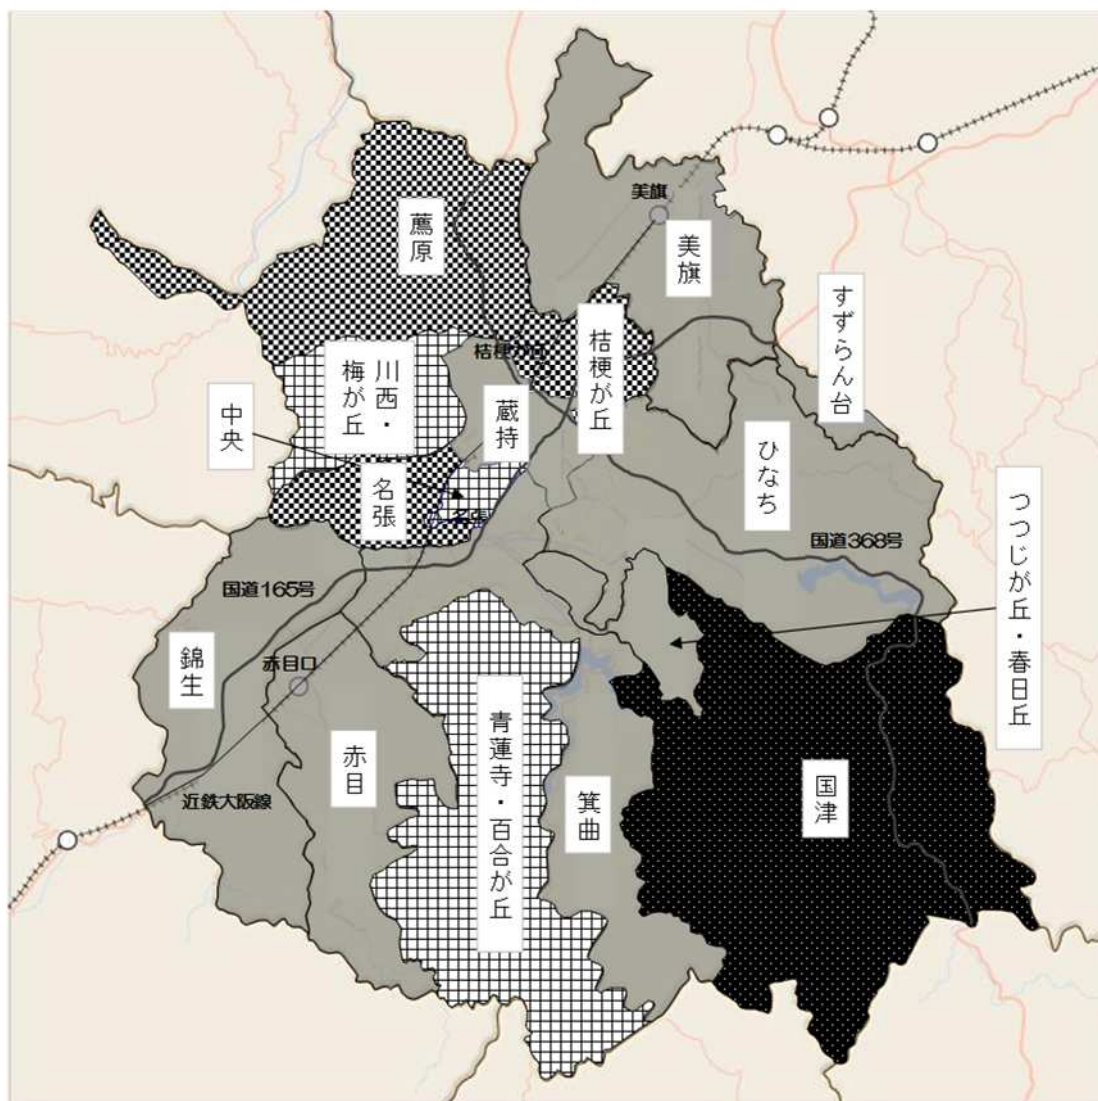 美旗
薦原
美旗
すずらん台
桔梗が丘
桔梗が丘
川西・
梅が丘
蔵持
中央
ひなち
名張
名張
つつじが丘・春日丘
国道368号
国道165号
錦生
赤目口
青蓮寺・百合が丘
赤目
箕曲
国津
近鉄大阪線